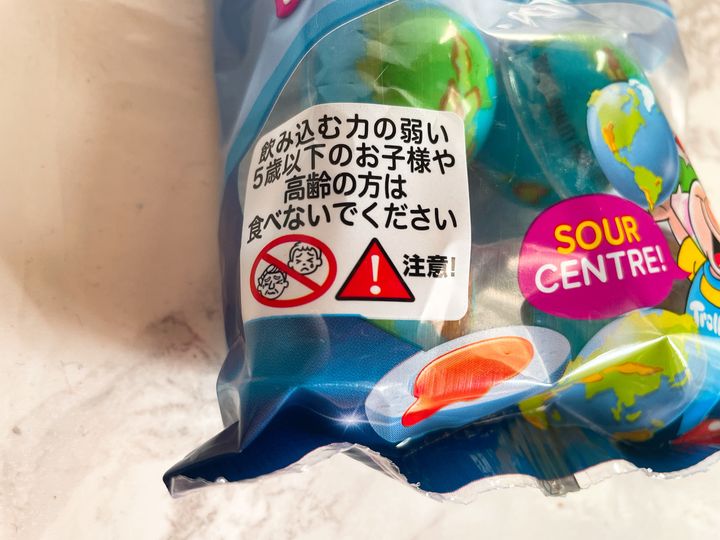 飲み込む力の弱い
5歳以下のお子様や
高齢の方は
食べないでください
注意!
SOUR
CENTRE!